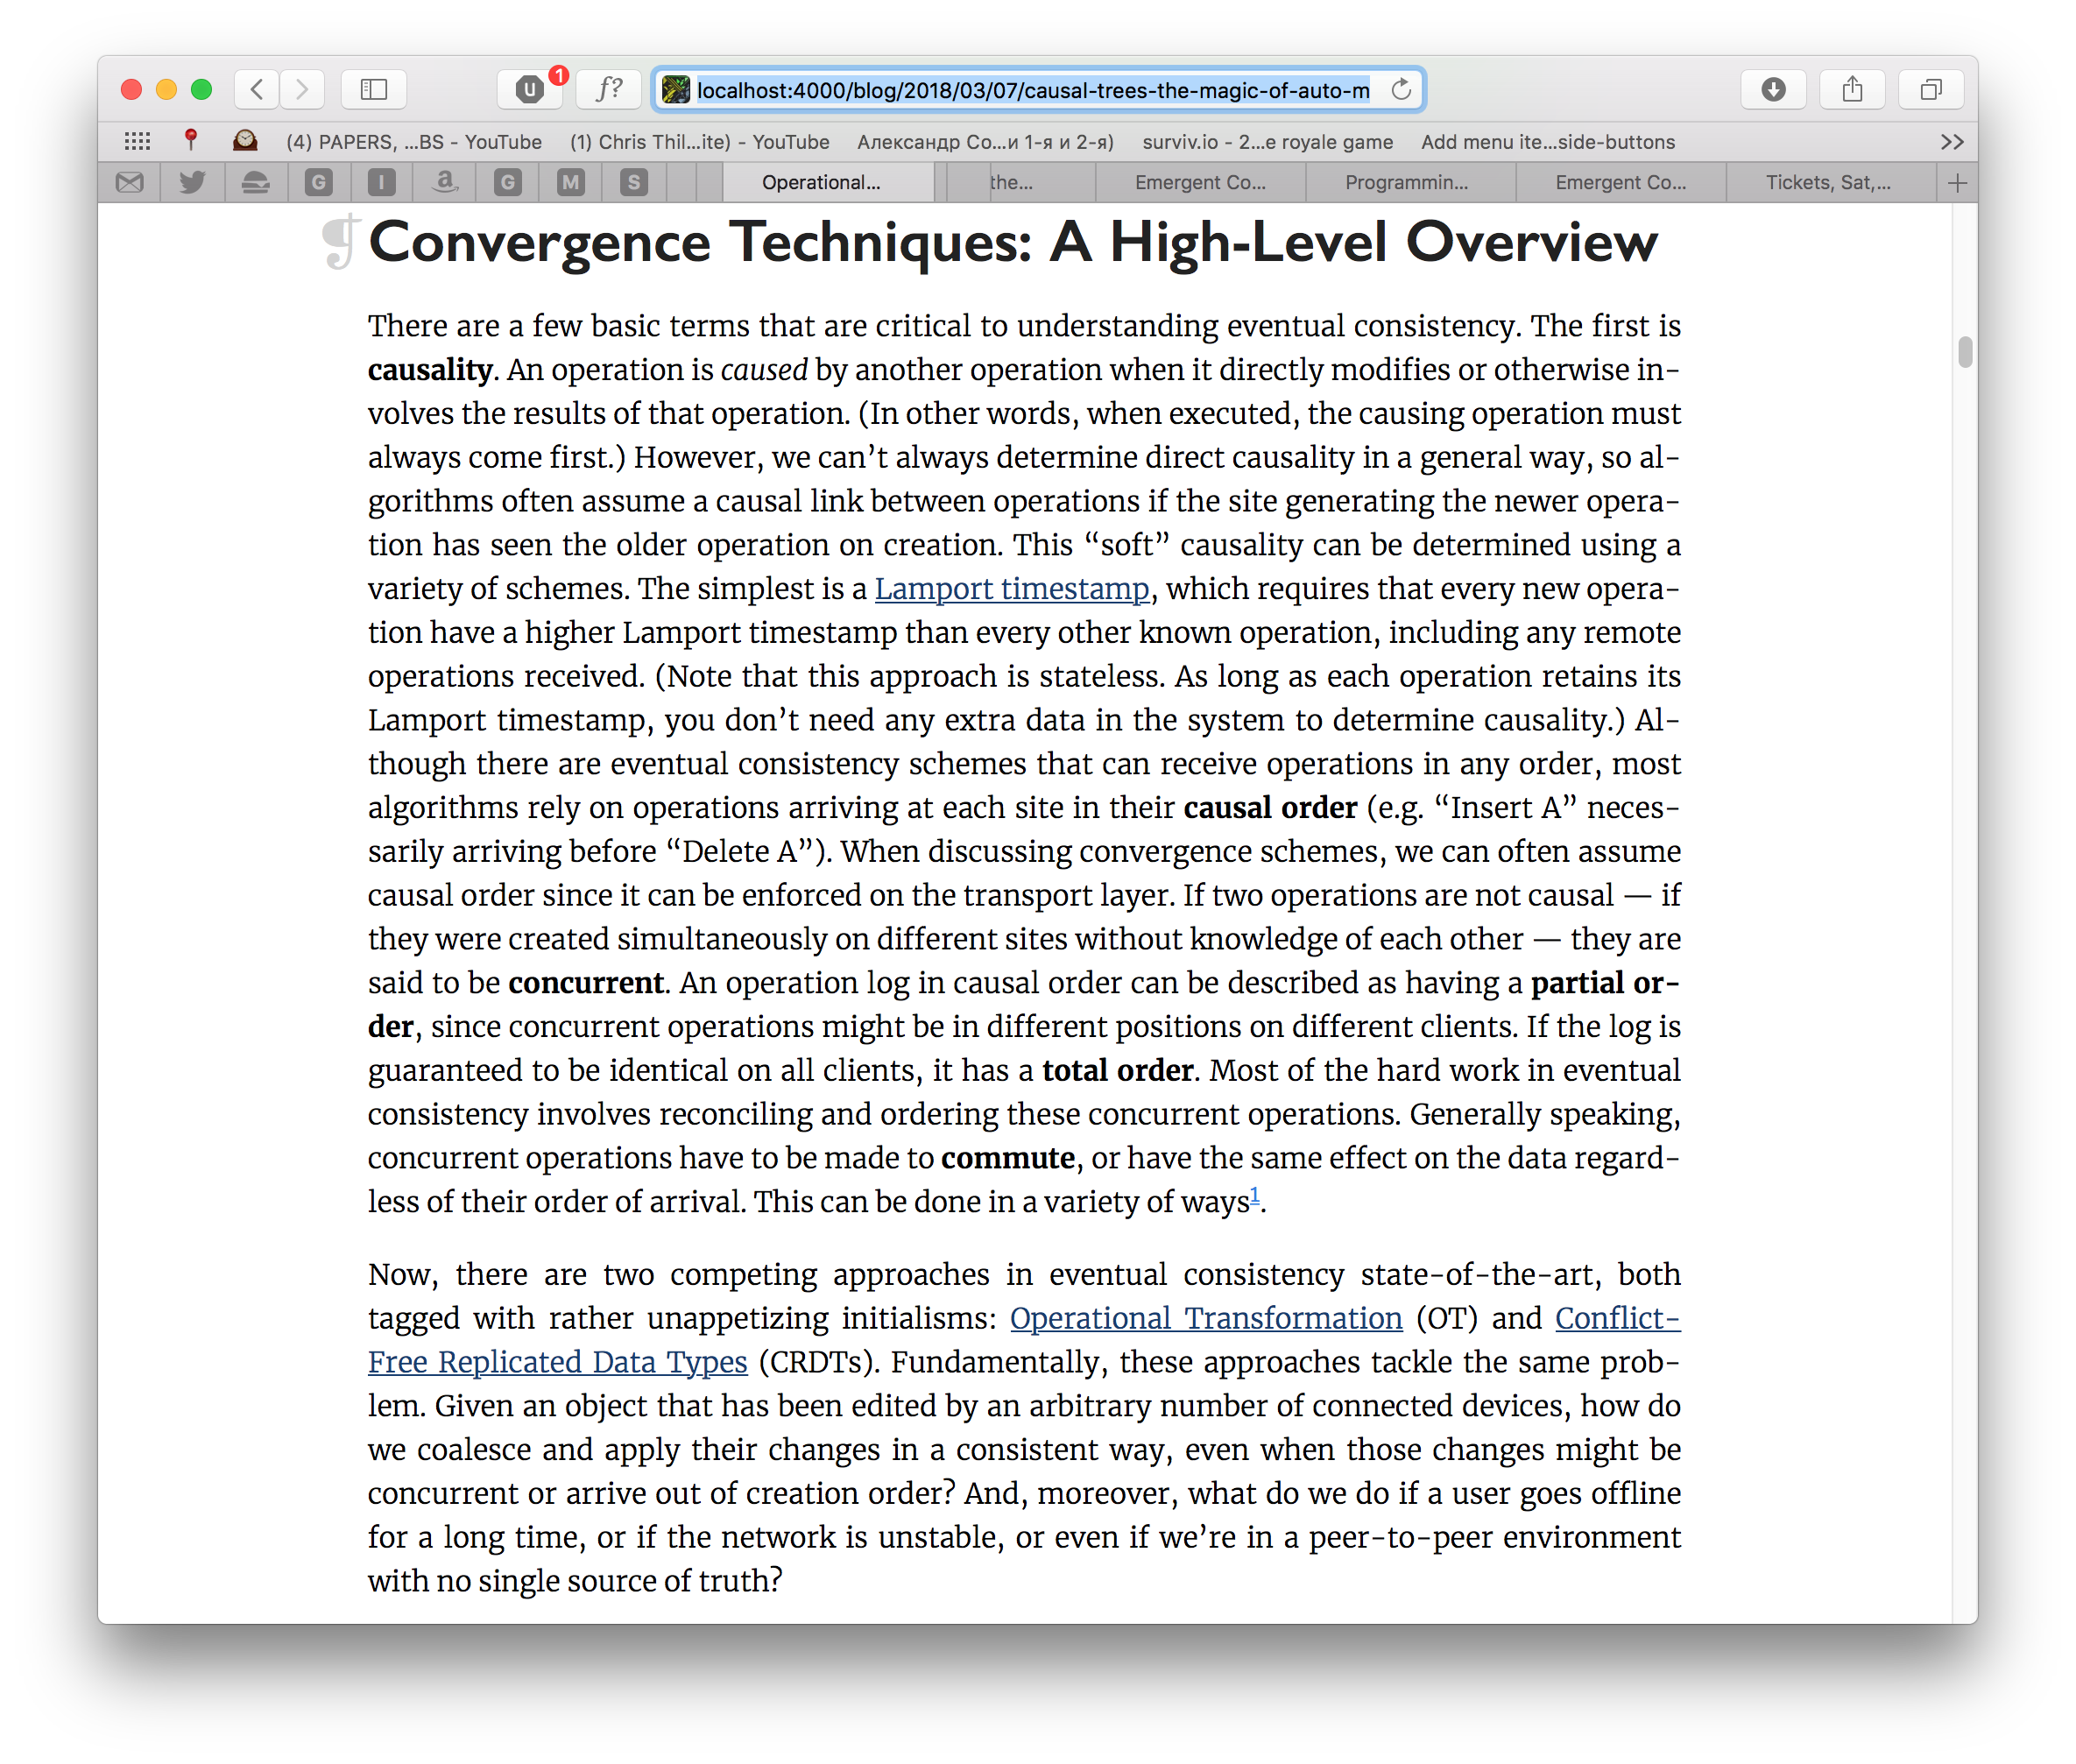 U
1
f?
localhost:4000/blog/2018/03/07/causal-trees-the-magic-of-auto-m
(4) PAPERS, ...BS - YouTube
(1) Chris Thil...ite) - YouTube
Александр Со...и 1-я и 2-я)
surviv.io - 2...e royale game
Add menu ite...side-buttons
>>
G
I
a
G
M
S
Operational...
the...
Emergent Co...
Programmin...
Emergent Co...
Tickets, Sat,...
+
¶ Convergence Techniques: A High-Level Overview
There are a few basic terms that are critical to understanding eventual consistency. The first is
causality. An operation is caused by another operation when it directly modifies or otherwise in-
volves the results of that operation. (In other words, when executed, the causing operation must
always come first.) However, we can’t always determine direct causality in a general way, so al-
gorithms often assume a causal link between operations if the site generating the newer opera-
tion has seen the older operation on creation. This “soft” causality can be determined using a
variety of schemes. The simplest is a Lamport timestamp, which requires that every new opera-
tion have a higher Lamport timestamp than every other known operation, including any remote
operations received. (Note that this approach is stateless. As long as each operation retains its
Lamport timestamp, you don’t need any extra data in the system to determine causality.) Al-
though there are eventual consistency schemes that can receive operations in any order, most
algorithms rely on operations arriving at each site in their causal order (e.g. “Insert A” neces-
sarily arriving before “Delete A”). When discussing convergence schemes, we can often assume
causal order since it can be enforced on the transport layer. If two operations are not causal — if
they were created simultaneously on different sites without knowledge of each other — they are
said to be concurrent. An operation log in causal order can be described as having a partial or-
der, since concurrent operations might be in different positions on different clients. If the log is
guaranteed to be identical on all clients, it has a total order. Most of the hard work in eventual
consistency involves reconciling and ordering these concurrent operations. Generally speaking,
concurrent operations have to be made to commute, or have the same effect on the data regard-
less of their order of arrival. This can be done in a variety of ways1.
Now, there are two competing approaches in eventual consistency state-of-the-art, both
tagged with rather unappetizing initialisms: Operational Transformation (OT) and Conflict-
Free Replicated Data Types (CRDTs). Fundamentally, these approaches tackle the same prob-
lem. Given an object that has been edited by an arbitrary number of connected devices, how do
we coalesce and apply their changes in a consistent way, even when those changes might be
concurrent or arrive out of creation order? And, moreover, what do we do if a user goes offline
for a long time, or if the network is unstable, or even if we’re in a peer-to-peer environment
with no single source of truth?